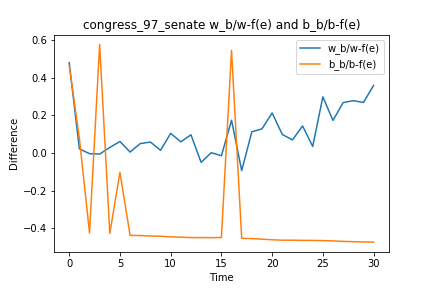 congress_97_senate w_b/w-f(e) and b_b/b-f(e)
w_b/w-f(e)
b_b/b-f(e)
Difference
0.6
0.4
0.2
0.0
−0.2
−0.4
0 5 10 15 20 25 30
Time